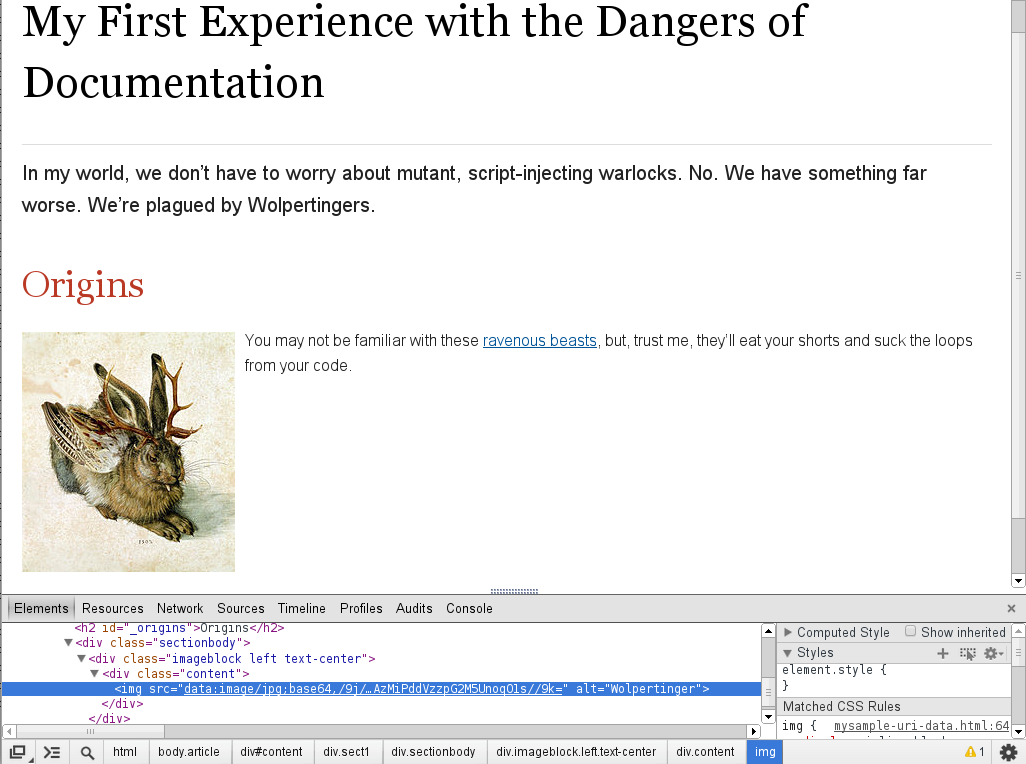 My First Experience with the Dangers of
Documentation
In my world, we don’t have to worry about mutant, script-injecting warlocks. No. We have something far
worse. We’re plagued by Wolpertingers.
Origins
You may not be familiar with these ravenous beasts, but, trust me, they’ll eat your shorts and suck the loops
from your code.
1502
Elements Resources Network Sources Timeline Profiles Audits Console
<h2 id="_origins">Origins</h2>
<div class="sectionbody">
<div class="imageblock left text-center">
<div class="content">
<img src="data:image/jpg;base64,/9j/…AzMiPddVzzpG2M5UnoqO1s//9k=" alt="Wolpertinger">
</div>
</div>
Computed Style Show inherited
Styles
element.style {
}
Matched CSS Rules
img { mysample-uri-data.html:64
html body.article div#content div.sect1 div.sectionbody div.imageblock.left.text-center div.content img 1